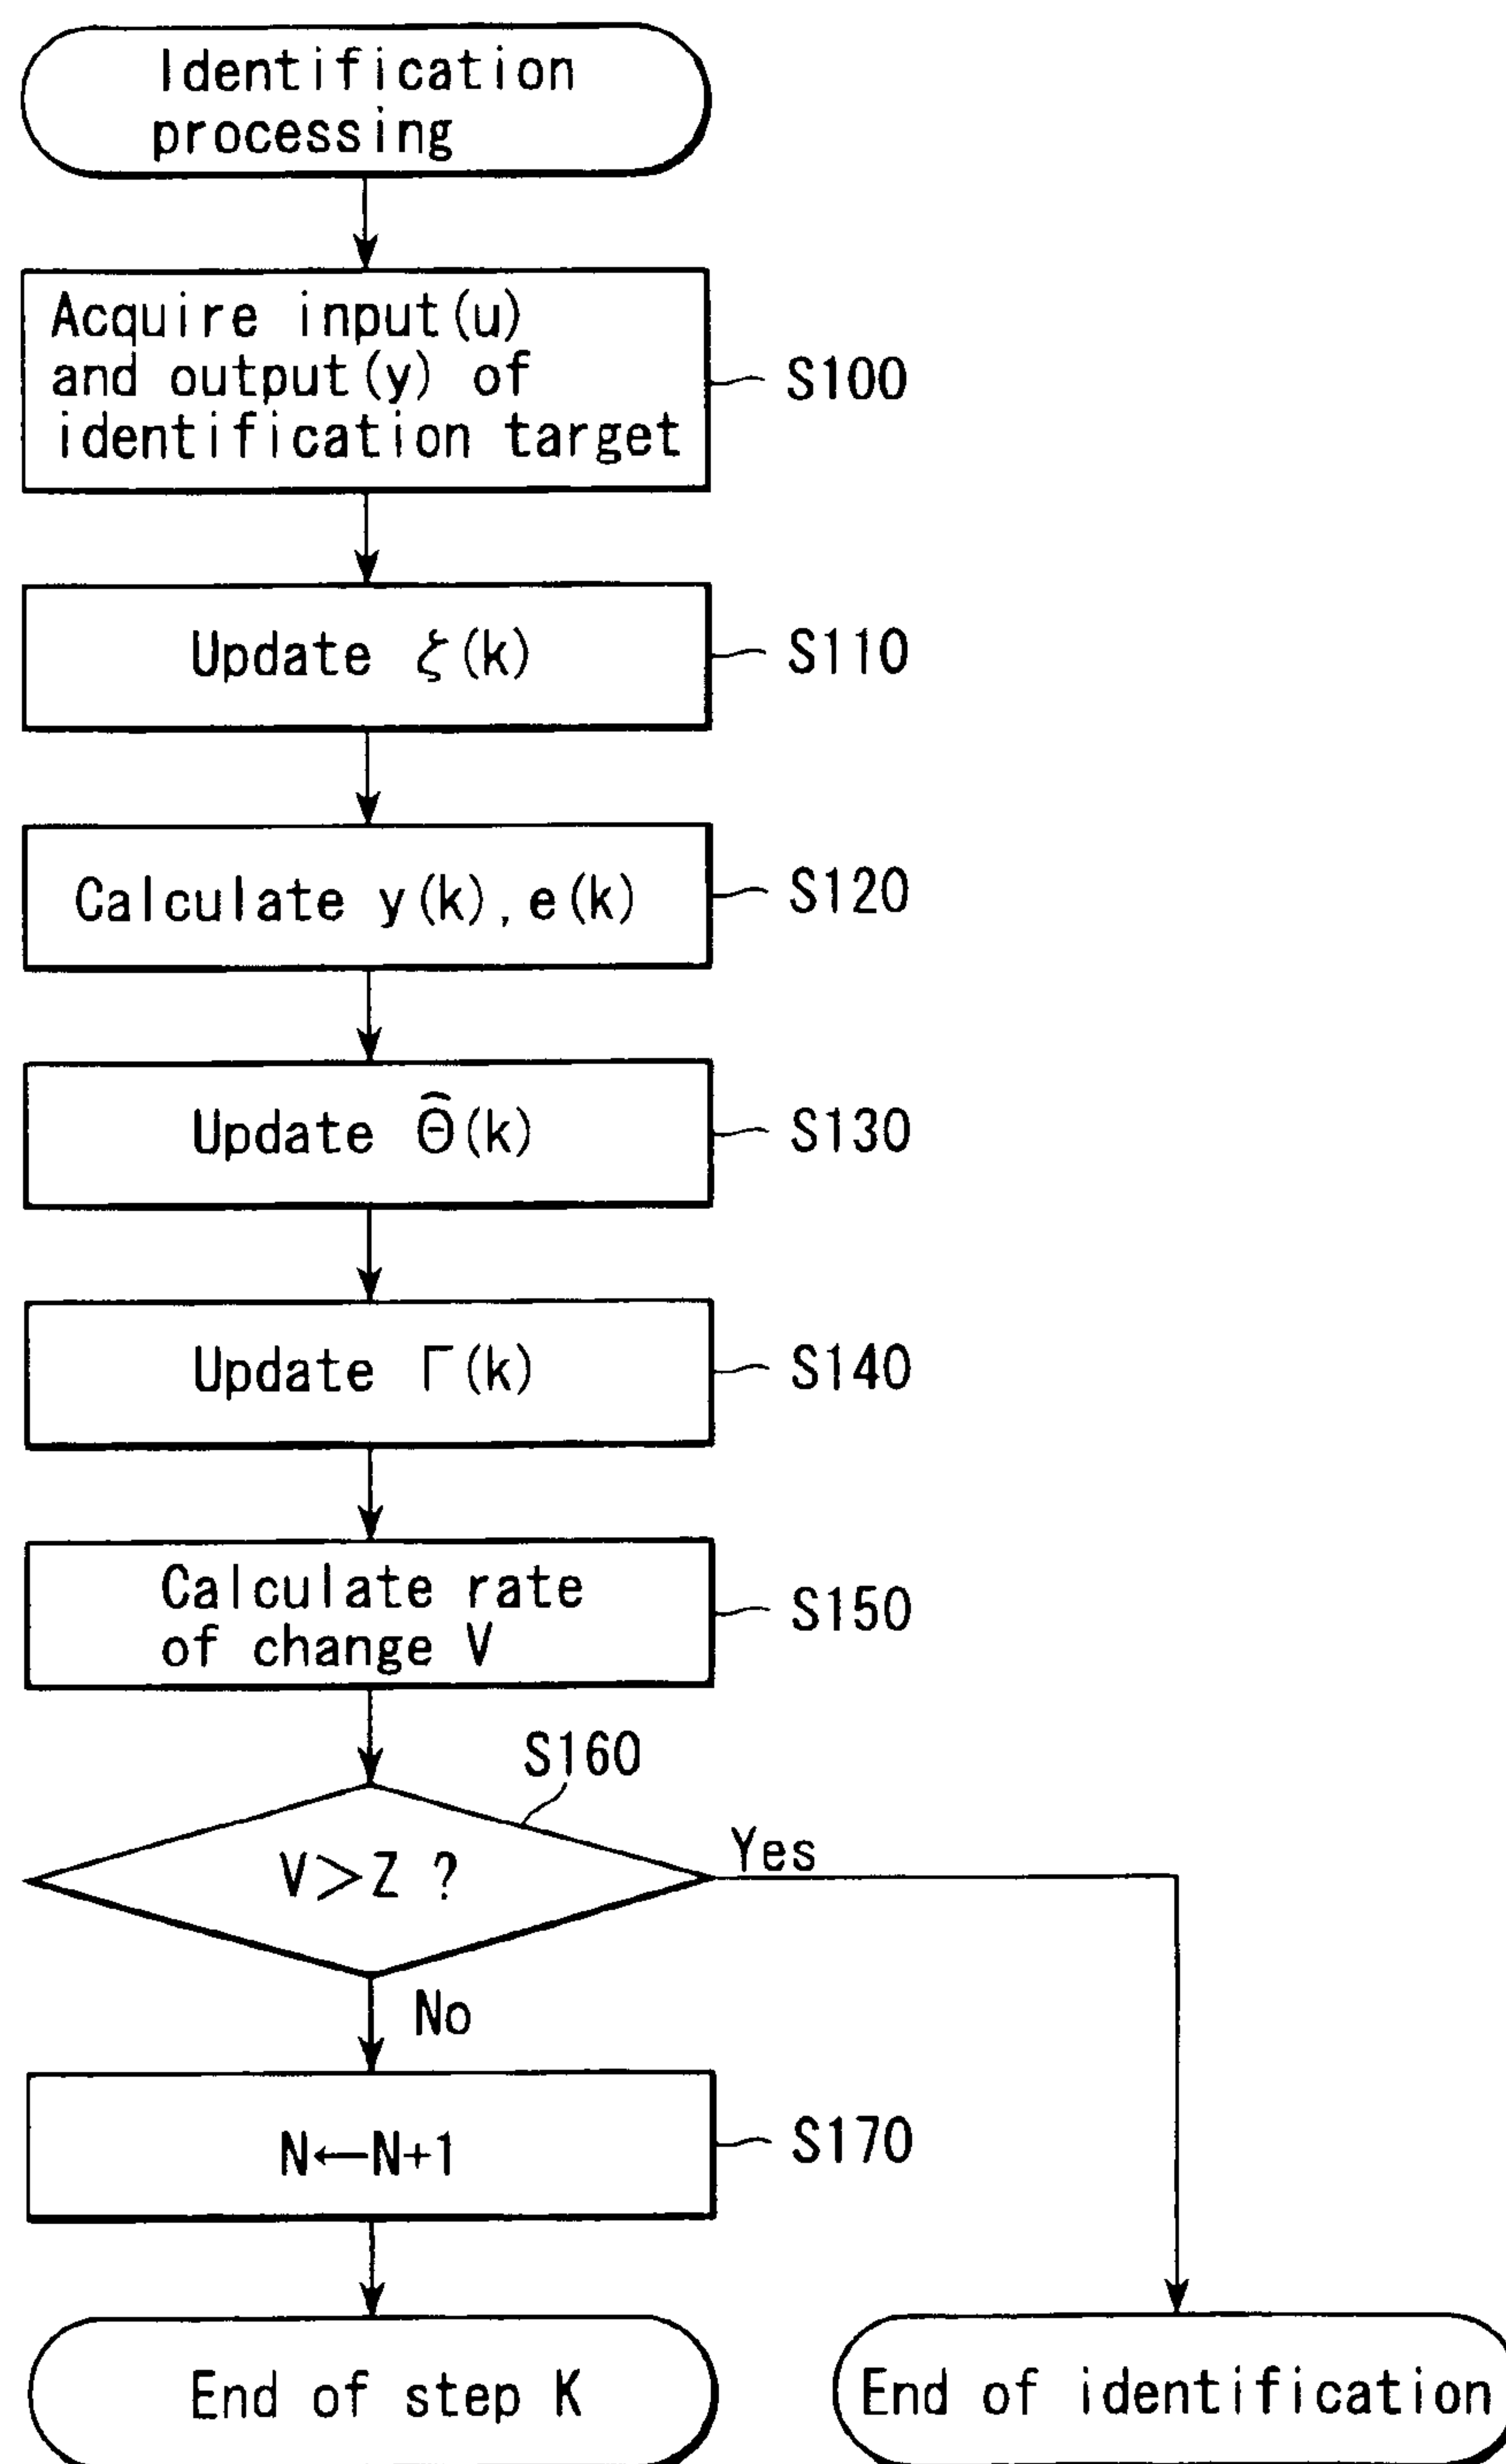 Identification
processing
Acquire input(u)
and output(y) of
identification target
S100
Update ζ(k)
S110
Calculate y(k), e(k)
S120
Update Θ̂(k)
S130
Update Γ(k)
S140
Calculate rate
of change V
S150
S160
V>Z ?
Yes
No
N←N+1
S170
End of step K
End of identification